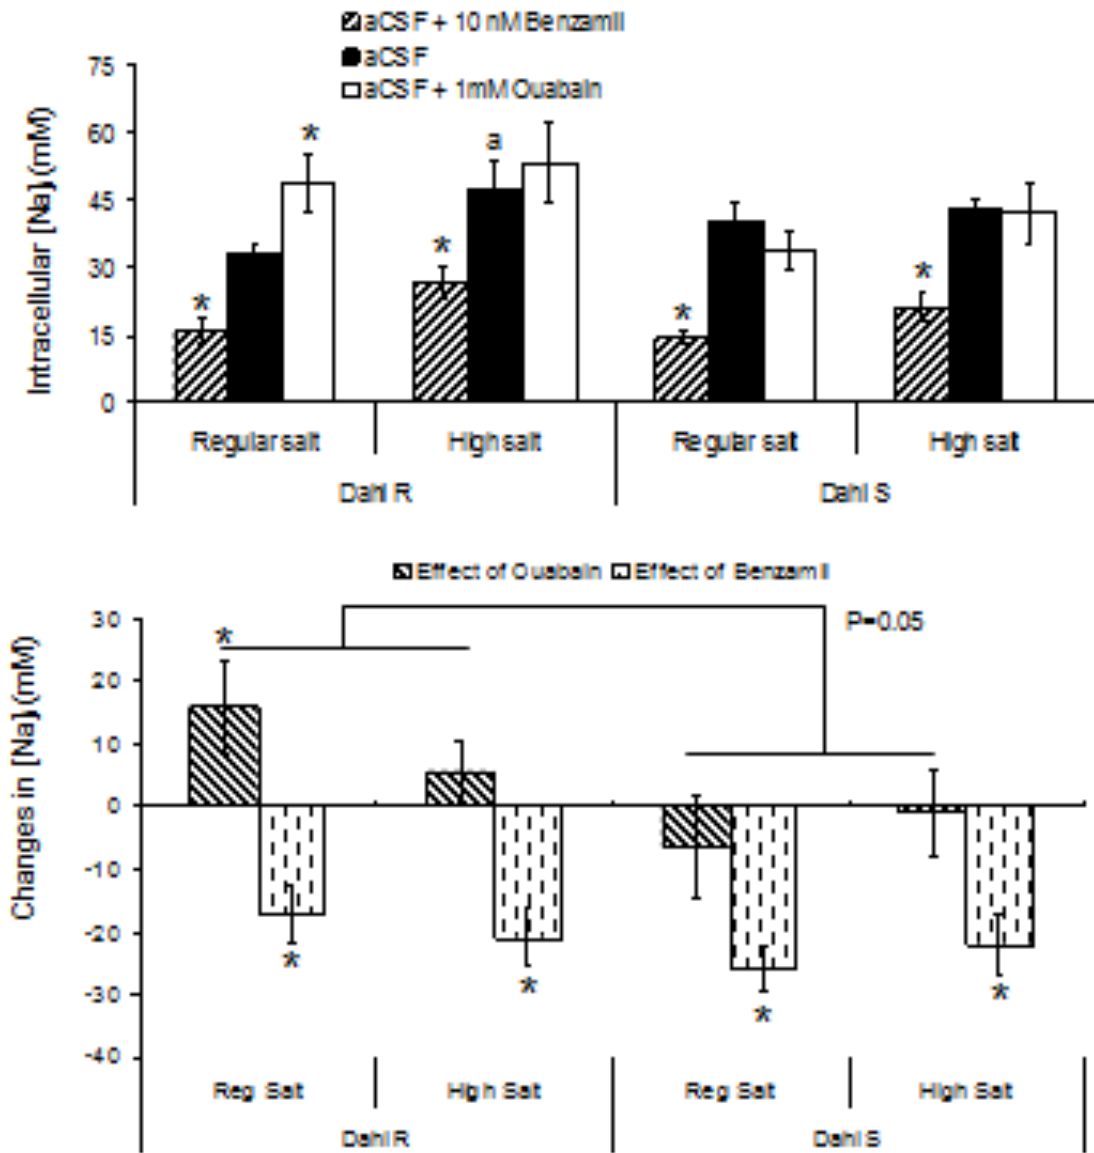 aCSF + 10 nM Benzamil
aCSF
aCSF + 1mM Ouabain
Intracellular [Na]i (mM)
75
60
45
30
15
0
*
*
*
a
*
*
Regular salt
High salt
Regular salt
High salt
Dahl R
Dahl S
Effect of Ouabain
Effect of Benzamil
Changes in [Na]i (mM)
30
20
10
0
-10
-20
-30
-40
P=0.05
*
*
*
*
*
Reg Salt
High Salt
Reg Salt
High Salt
Dahl R
Dahl S